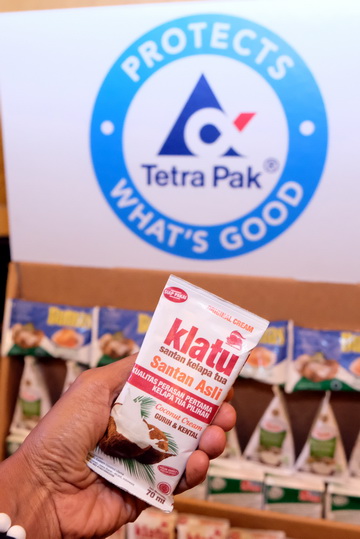 PROTECTS
Tetra Pak®
WHAT'S GOOD
klatu
santan kelapa tua
Santan Asli
KUALITAS PERASAN PERTAMA
KELAPA TUA PILIHAN
Coconut Cream
GURIH & KENTAL
70 ml